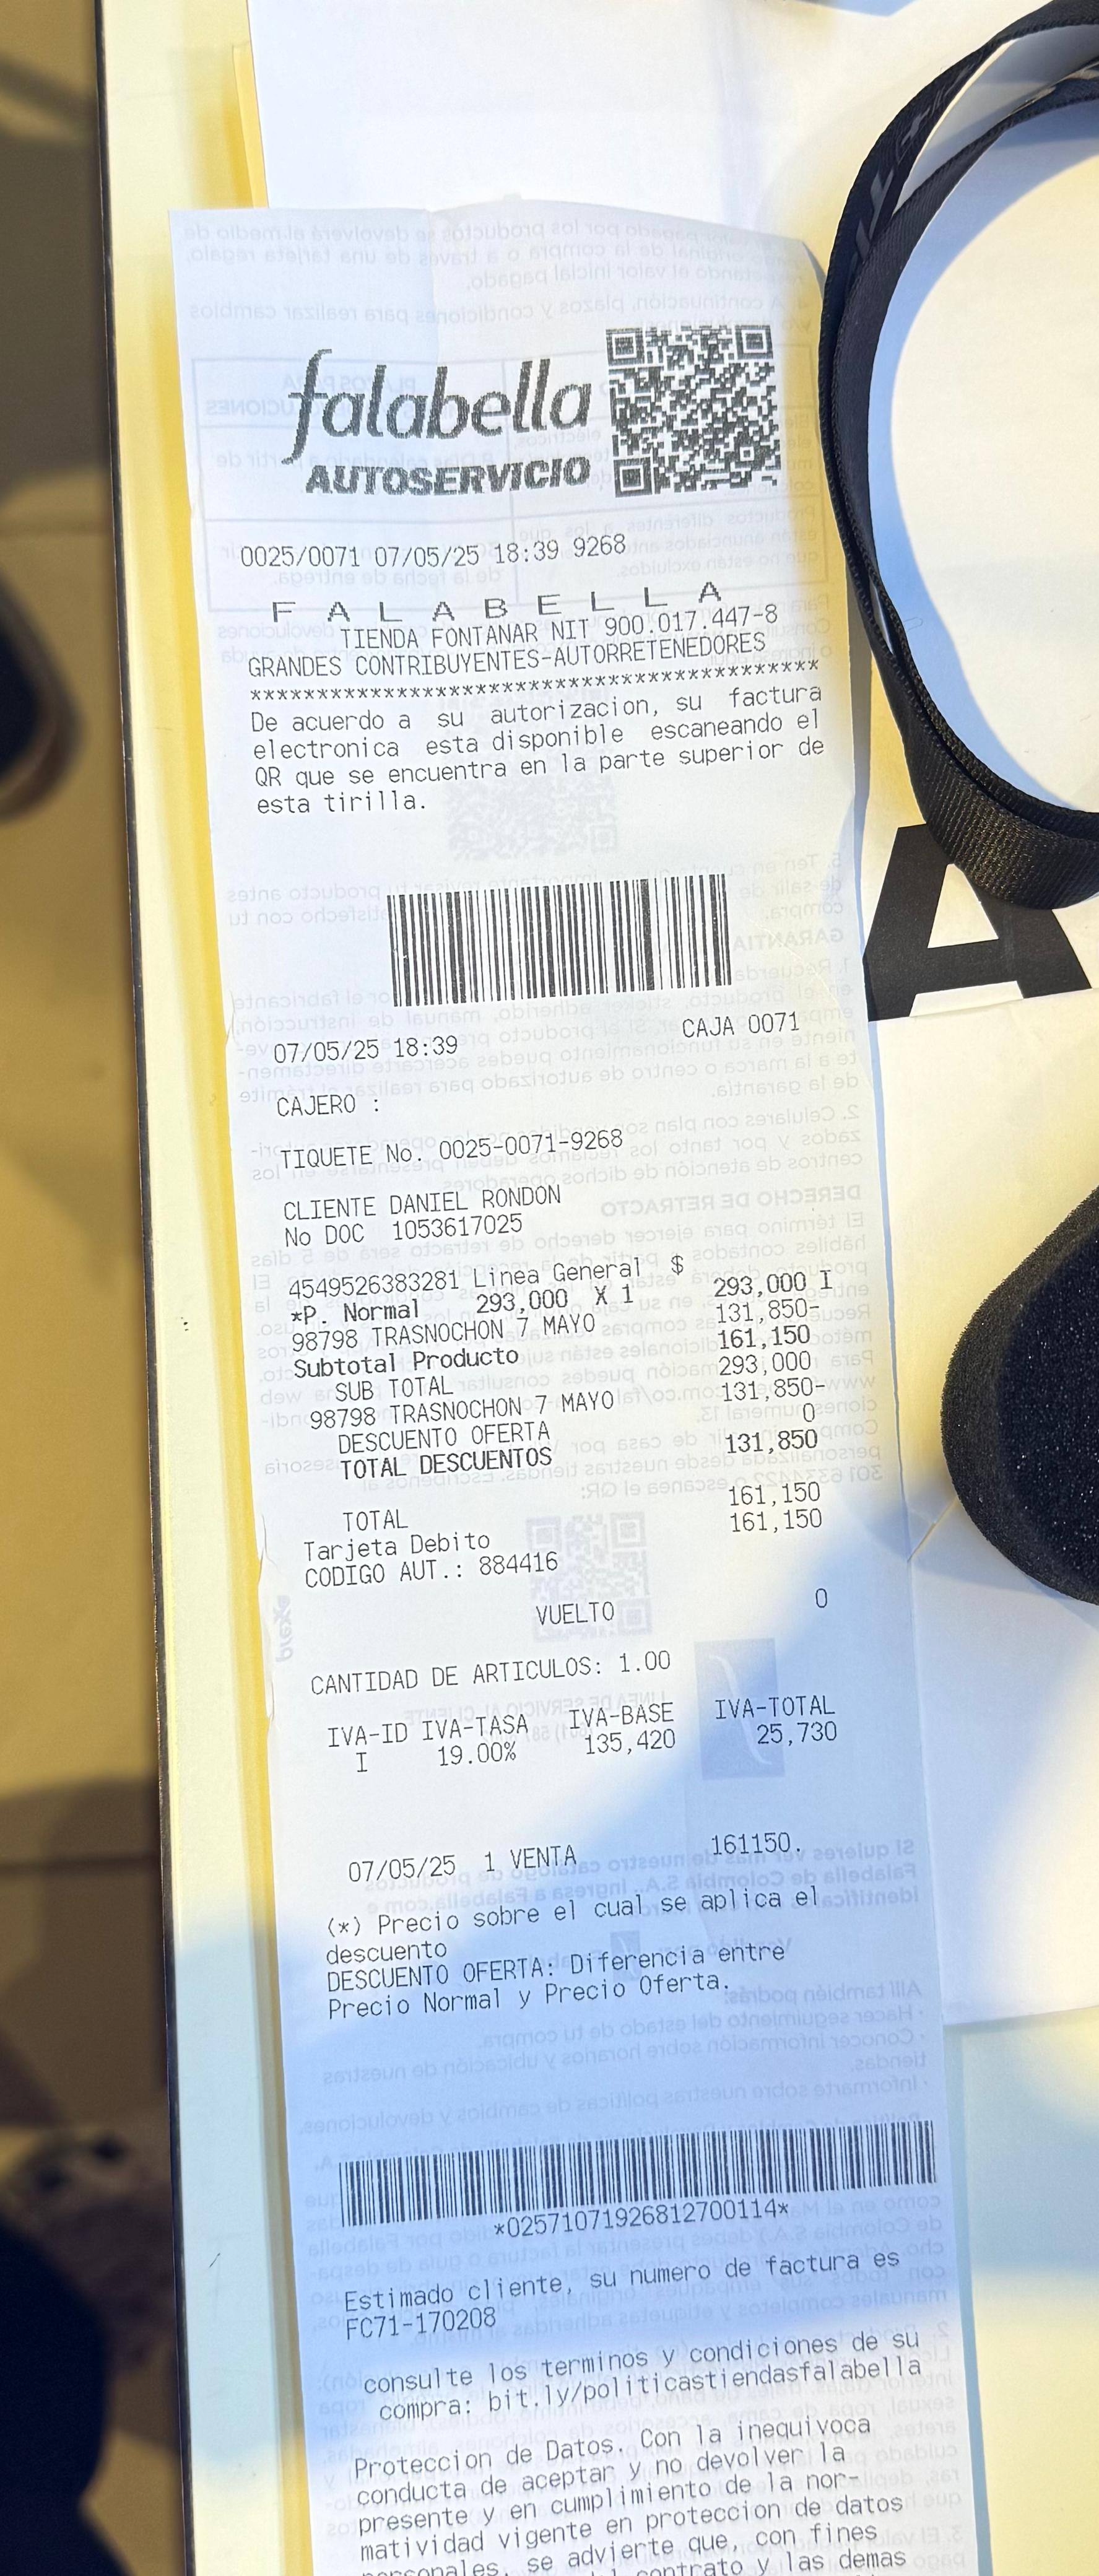 falabella
AUTOSERVICIO
0025/0071 07/05/25 18:39 9268
F A L A B E L L A
TIENDA FONTANAR NIT 900.017.447-8
GRANDES CONTRIBUYENTES-AUTORRETENEDORES
******************************************
De acuerdo a su autorizacion, su factura
electronica esta disponible escaneando el
QR que se encuentra en la parte superior de
esta tirilla.
07/05/25 18:39 CAJA 0071
CAJERO :
TIQUETE No. 0025-0071-9268
CLIENTE DANIEL RONDON
No DOC 1053617025
4549526383281 Linea General $
*P. Normal 293,000 X 1 293,000 I
98798 TRASNOCHON 7 MAYO 131,850-
Subtotal Producto 161,150
SUB TOTAL 293,000
98798 TRASNOCHON 7 MAYO 131,850-
DESCUENTO OFERTA 0
TOTAL DESCUENTOS 131,850
TOTAL 161,150
Tarjeta Debito 161,150
CODIGO AUT.: 884416
VUELTO 0
CANTIDAD DE ARTICULOS: 1.00
IVA-ID IVA-TASA IVA-BASE IVA-TOTAL
I 19.00% 135,420 25,730
07/05/25 1 VENTA 161150.
(*) Precio sobre el cual se aplica el
descuento
DESCUENTO OFERTA: Diferencia entre
Precio Normal y Precio Oferta.
*02571071926812700114*
Estimado cliente, su numero de factura es
FC71-170208
consulte los terminos y condiciones de su
compra: bit.ly/politicastiendasfalabella
Proteccion de Datos. Con la inequivoca
conducta de aceptar y no devolver la
presente y en cumplimiento de la nor-
matividad vigente en proteccion de datos
personales, se advierte que, con fines
contrato y las demas
A